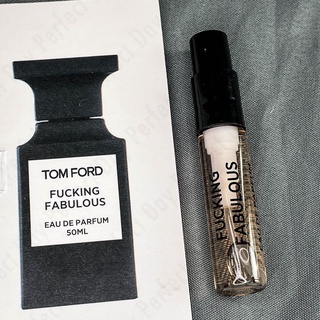 TOM FORD
FUCKING
FABULOUS
EAU DE PARFUM
50ML
FUCKING
FABULOUS